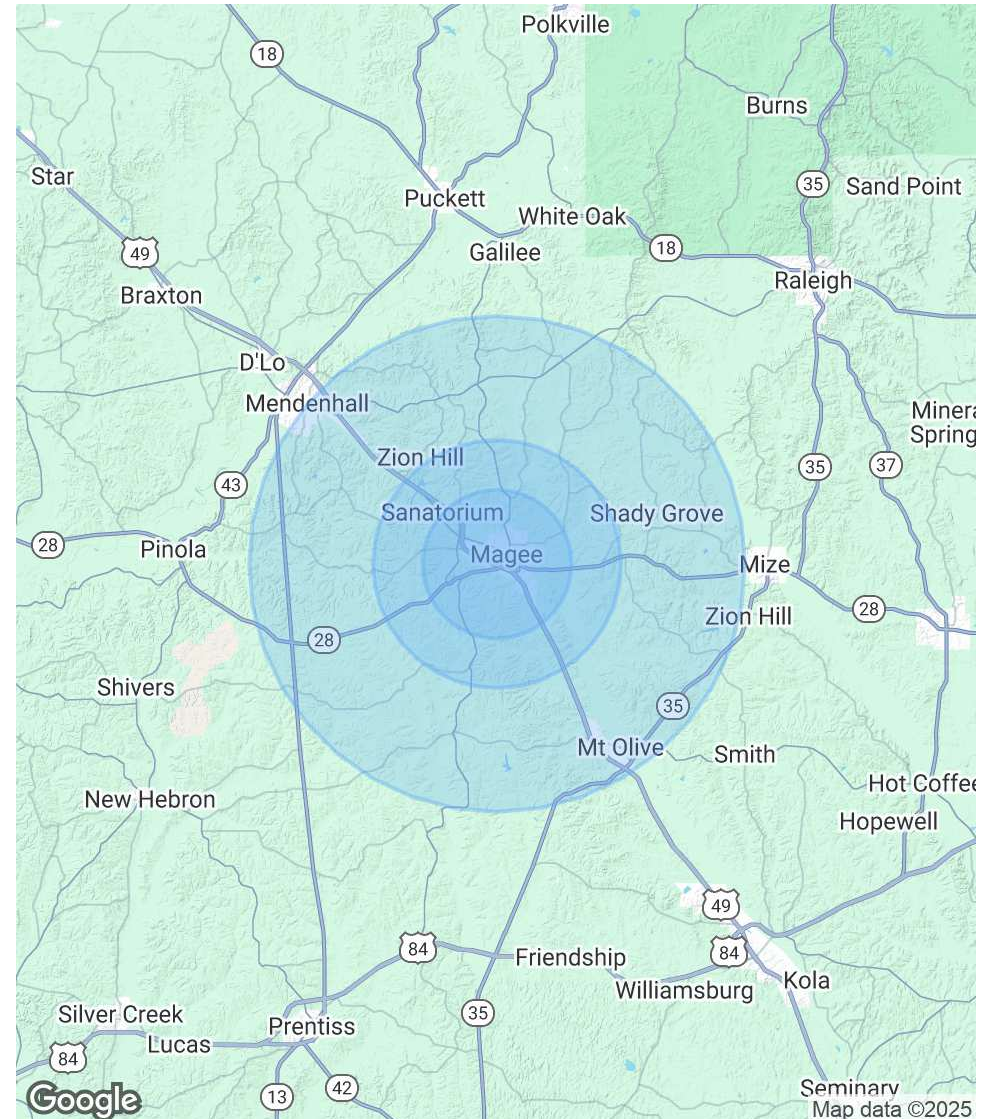 Polkville
18
Burns
Star
35
Sand Point
Puckett
White Oak
49
18
Galilee
Raleigh
Braxton
D'Lo
Mendenhall
Minera
Spring
Zion Hill
35
37
43
Sanatorium
Shady Grove
28
Pinola
Magee
Mize
28
Zion Hill
28
Shivers
35
Mt Olive
Smith
Hot Coffee
New Hebron
Hopewell
49
84
Friendship
84
Williamsburg
Kola
Silver Creek
35
Prentiss
Lucas
84
Google
13
42
Seminary
Map data ©2025